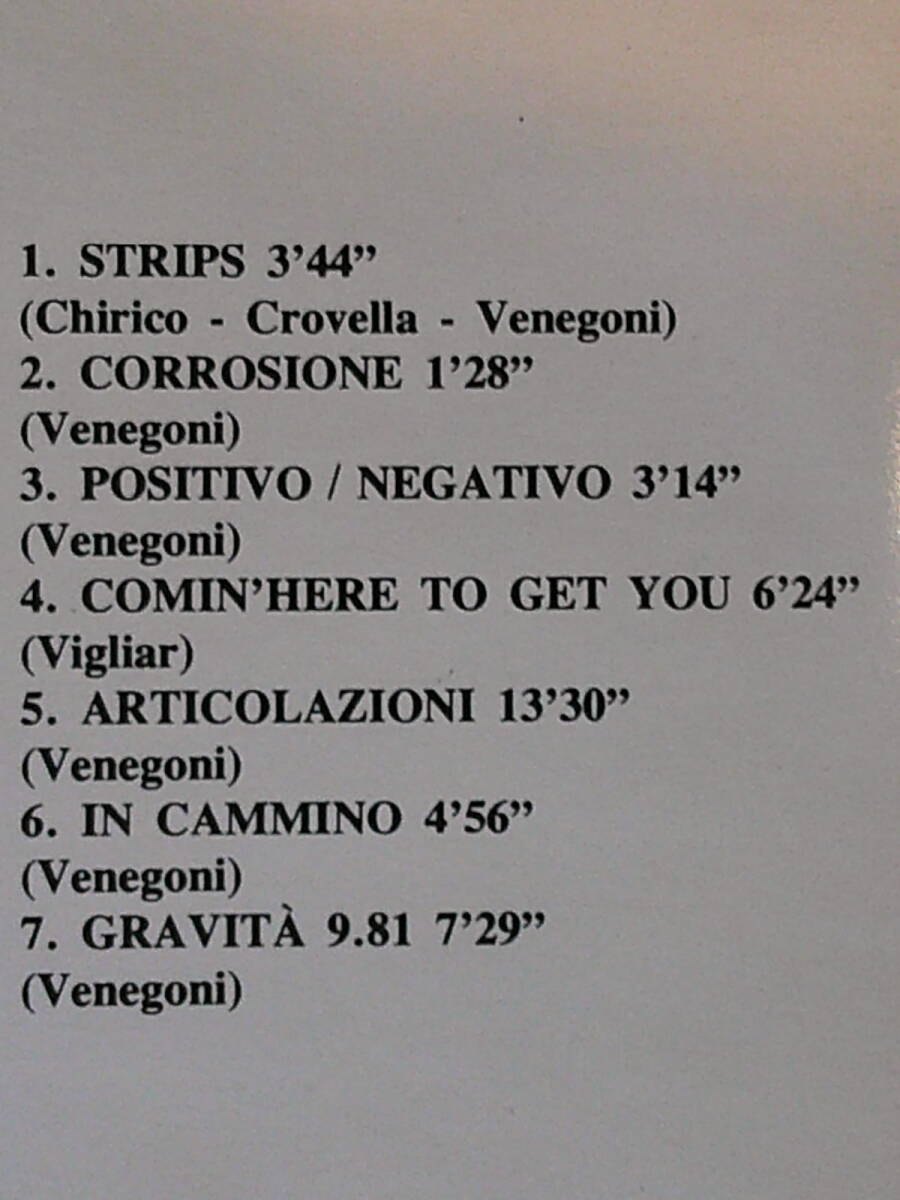 1. STRIPS 3’44”
(Chirico - Crovella - Venegoni)
2. CORROSIONE 1’28”
(Venegoni)
3. POSITIVO / NEGATIVO 3’14”
(Venegoni)
4. COMIN’HERE TO GET YOU 6’24”
(Vigliar)
5. ARTICOLAZIONI 13’30”
(Venegoni)
6. IN CAMMINO 4’56”
(Venegoni)
7. GRAVITÀ 9.81 7’29”
(Venegoni)